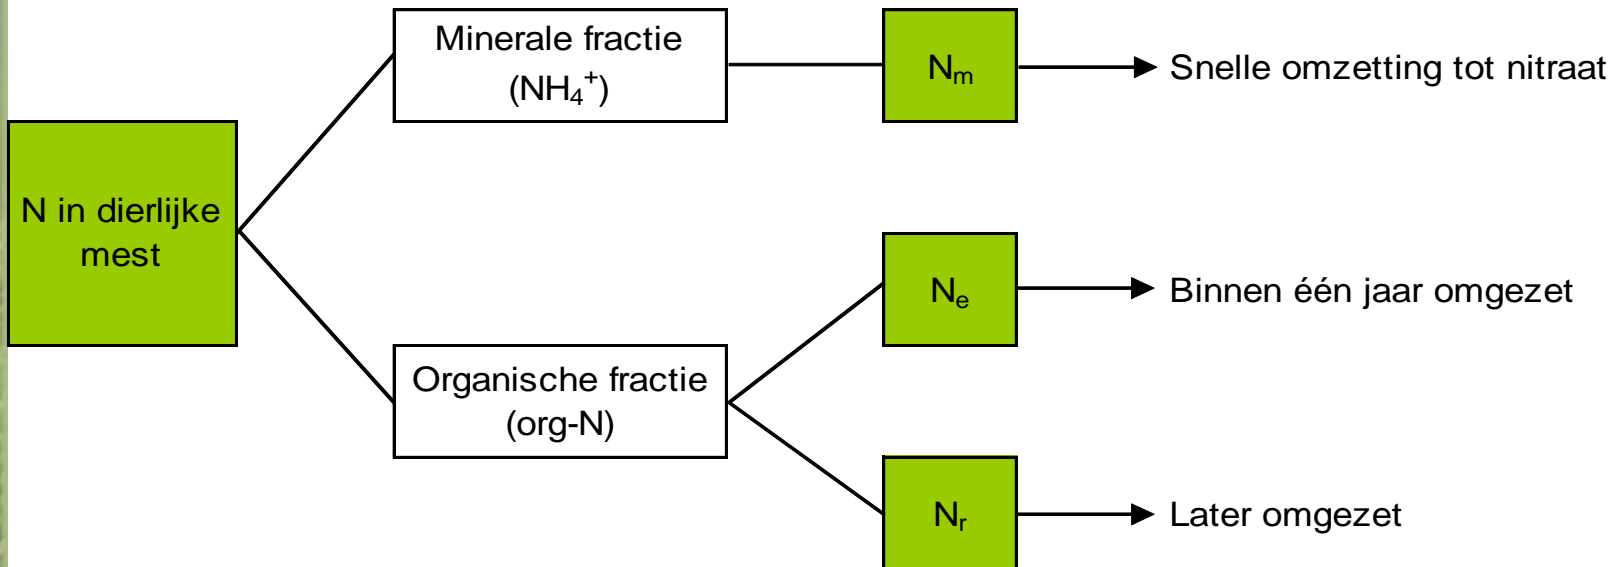 N in dierlijke
mest
Minerale fractie
(NH₄⁺)
Nₘ
Snelle omzetting tot nitraat
Organische fractie
(org-N)
Nₑ
Binnen één jaar omgezet
Nᵣ
Later omgezet